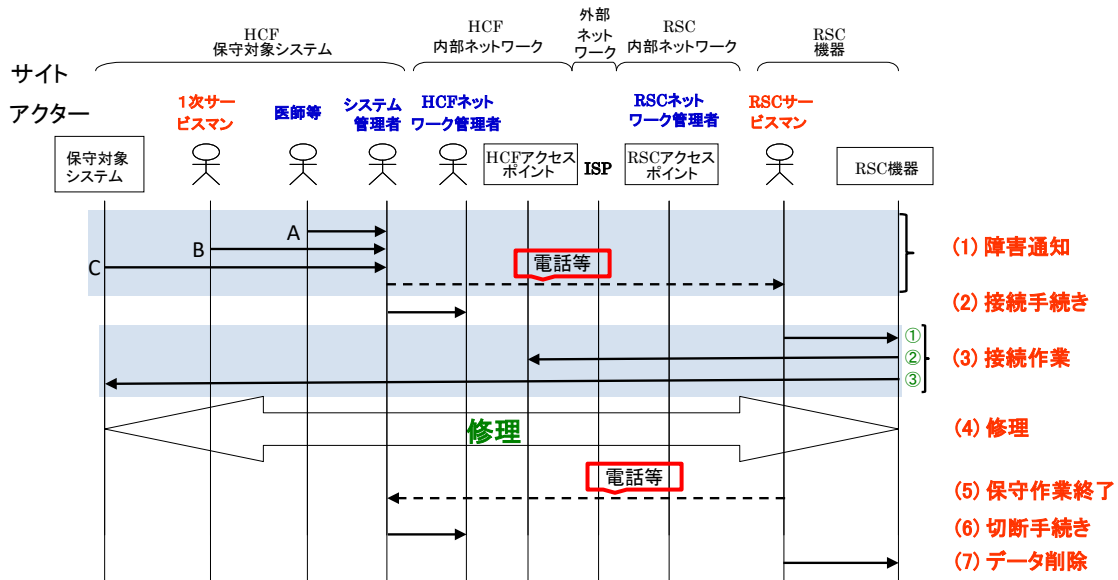 HCF
保守対象システム
HCF
内部ネットワーク
外部
ネット
ワーク
RSC
内部ネットワーク
RSC
機器
サイト
アクター
1次サー
ビスマン
医師等
システム
管理者
HCFネット
ワーク管理者
RSCネット
ワーク管理者
RSCサー
ビスマン
保守対象
システム
HCFアクセス
ポイント
ISP
RSCアクセス
ポイント
RSC機器
A
B
C
電話等
(1) 障害通知
(2) 接続手続き
①
②
③
(3) 接続作業
修理
(4) 修理
電話等
(5) 保守作業終了
(6) 切断手続き
(7) データ削除